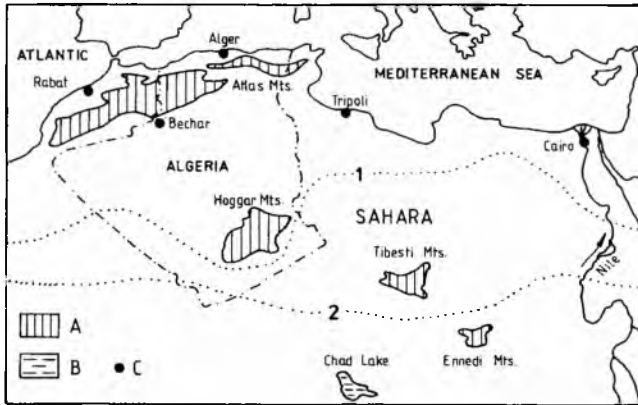 Alger
ATLANTIC
MEDITERRANEAN SEA
Rabat
Atlas Mts.
Tripoli
Bechar
Cairo
ALGERIA
1
Hoggar Mts.
SAHARA
Tibesti Mts.
Nile
2
A
Ennedi Mts.
Chad Lake
B
C